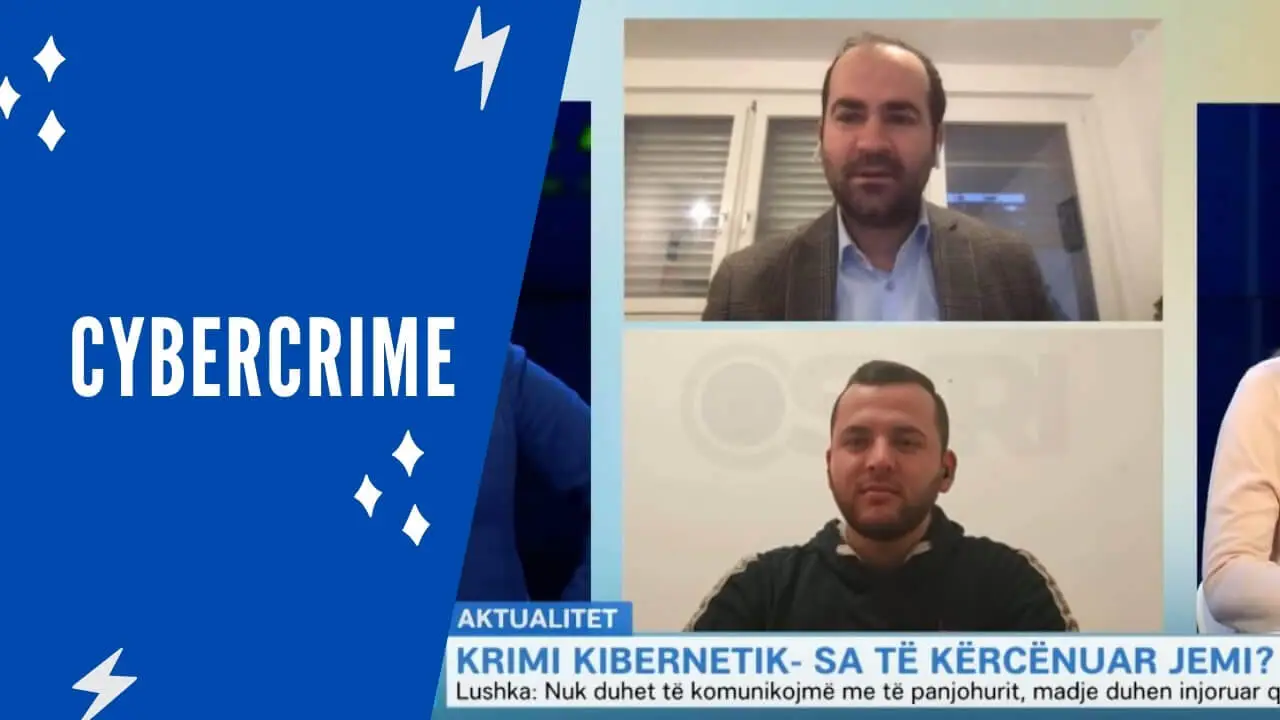 CYBERCRIME
AKTUALITET
KRIMI KIBERNETIK- SA TË KËRCËNUAR JEMI?
Lushka: Nuk duhet të komunikojmë me të panjohurit, madje duhen injoruar q